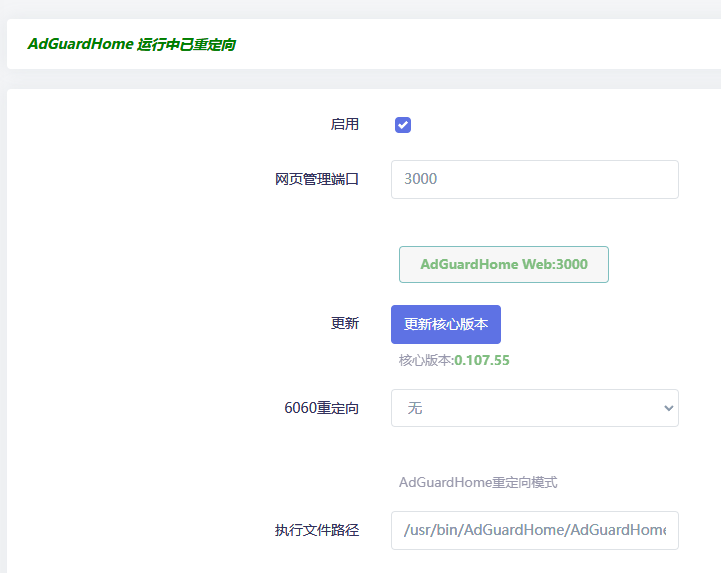 AdGuardHome 运行中已重定向
启用
网页管理端口 3000
AdGuardHome Web:3000
更新 更新核心版本
核心版本:0.107.55
6060重定向 无
AdGuardHome重定向模式
执行文件路径 /usr/bin/AdGuardHome/AdGuardHome